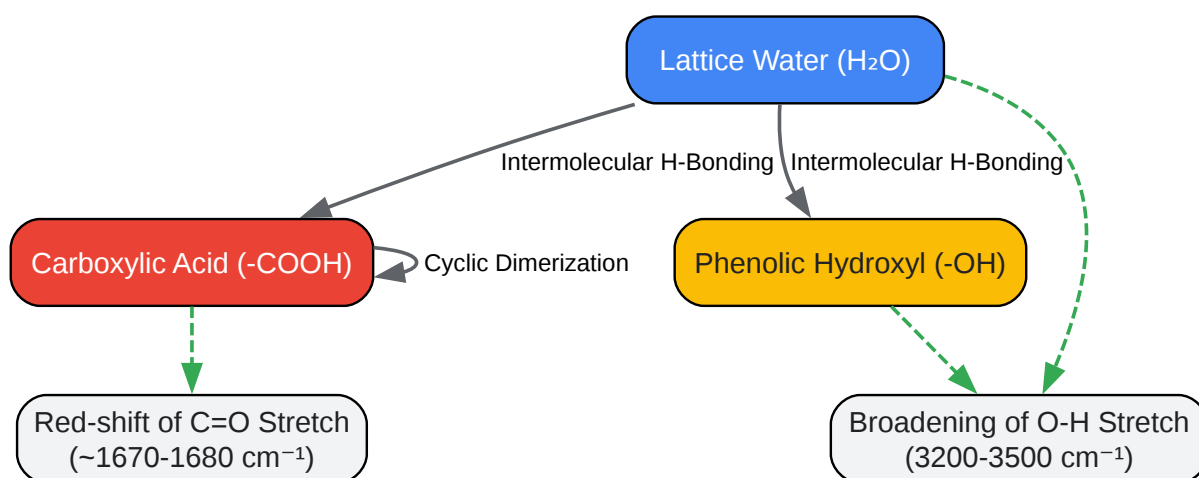 Lattice Water (H₂O)
Intermolecular H-Bonding
Intermolecular H-Bonding
Carboxylic Acid (-COOH)
Cyclic Dimerization
Phenolic Hydroxyl (-OH)
Red-shift of C=O Stretch
(~1670-1680 cm⁻¹)
Broadening of O-H Stretch
(3200-3500 cm⁻¹)